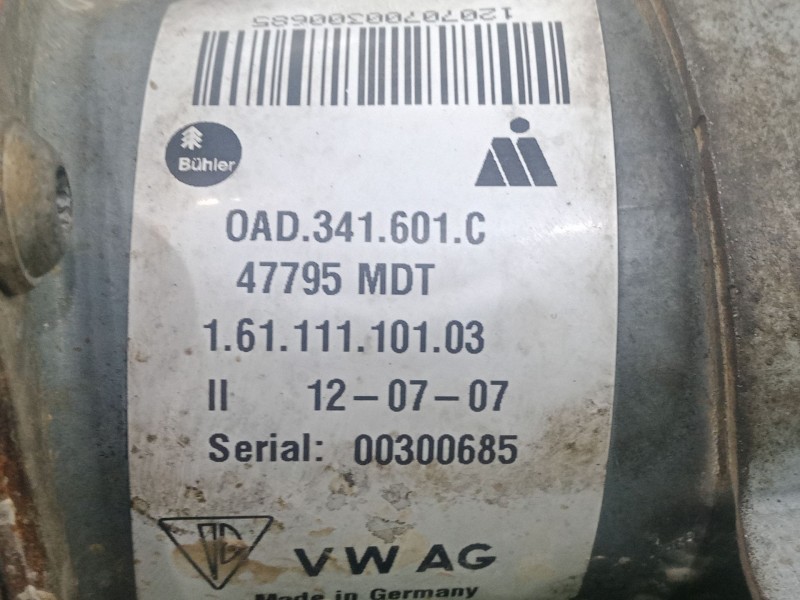 12070700300685
Bühler
0AD.341.601.C
47795 MDT
1.61.111.101.03
II 12-07-07
Serial: 00300685
VW AG
Made in Germany